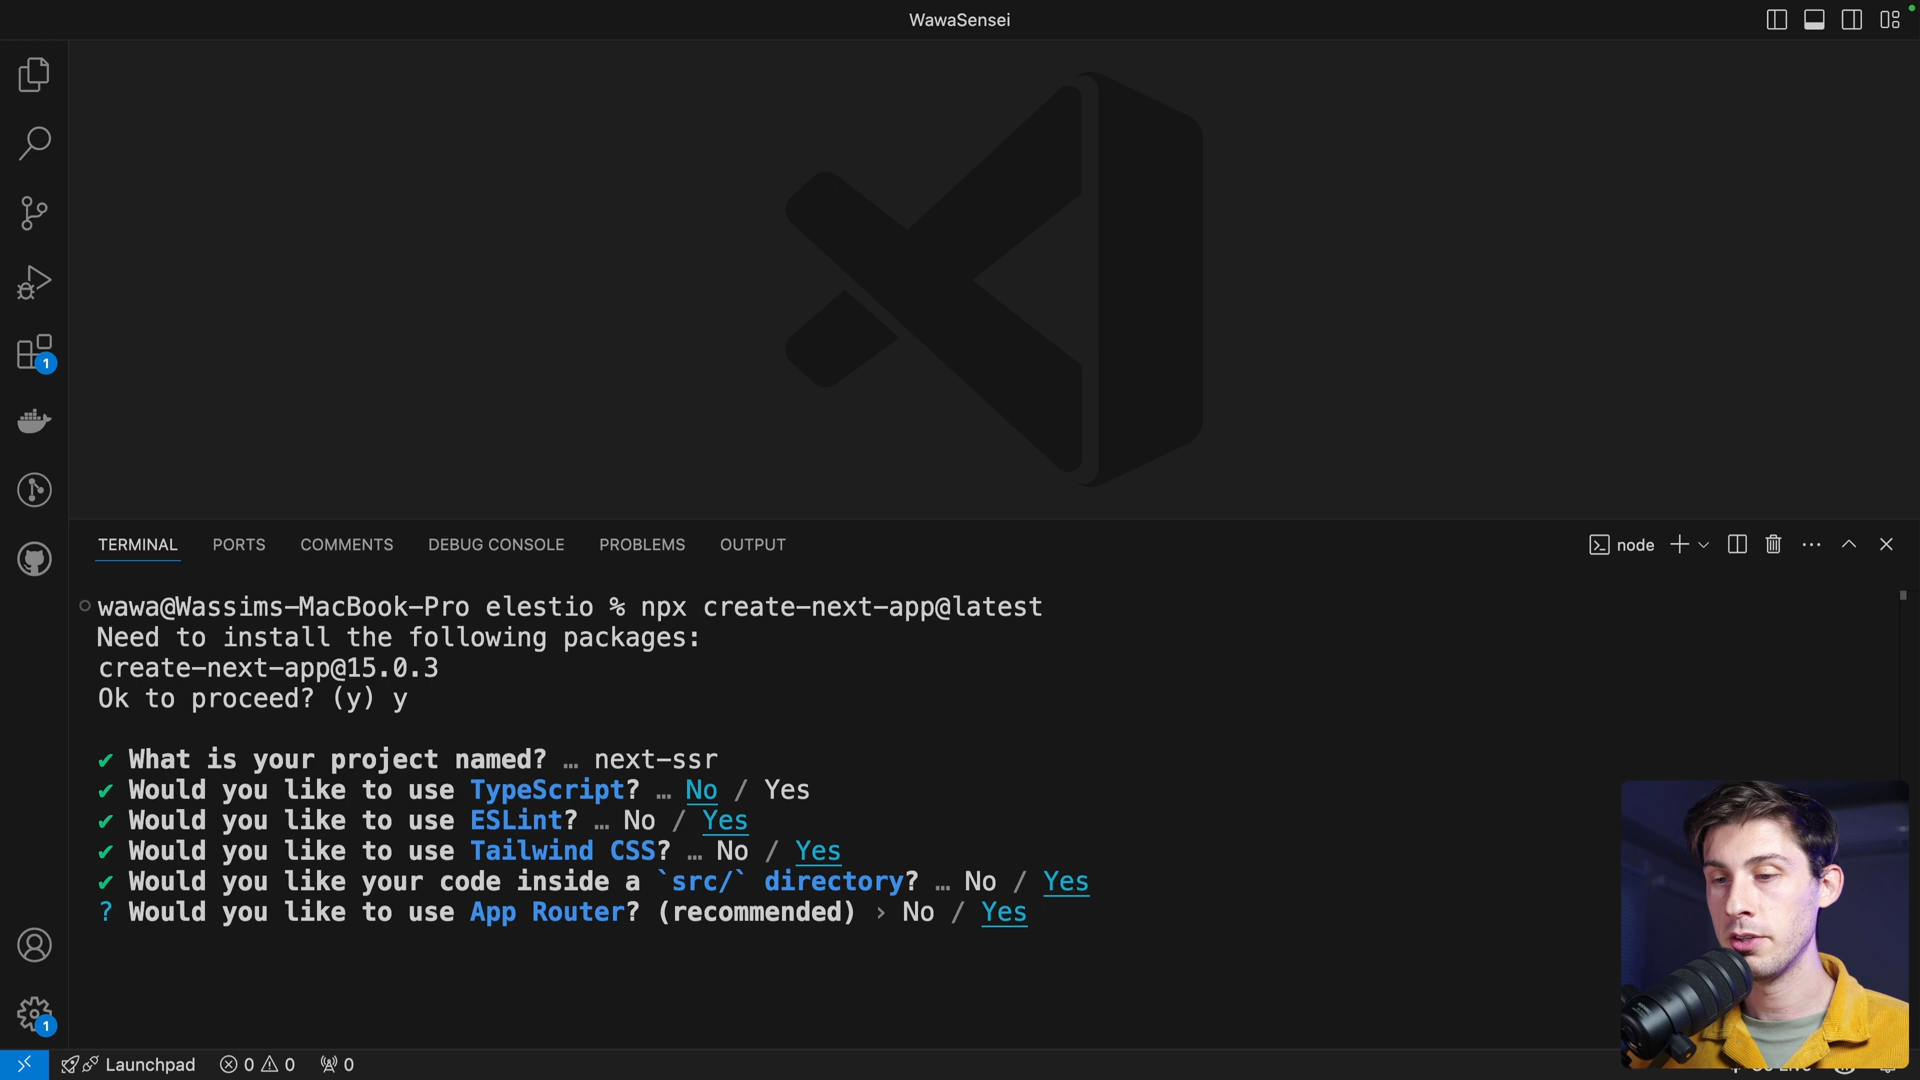 WawaSensei
1
TERMINAL PORTS COMMENTS DEBUG CONSOLE PROBLEMS OUTPUT node
wawa@Wassims-MacBook-Pro elestio % npx create-next-app@latest
Need to install the following packages:
create-next-app@15.0.3
Ok to proceed? (y) y
✔ What is your project named? … next-ssr
✔ Would you like to use TypeScript? … No / Yes
✔ Would you like to use ESLint? … No / Yes
✔ Would you like to use Tailwind CSS? … No / Yes
✔ Would you like your code inside a `src/` directory? … No / Yes
? Would you like to use App Router? (recommended) › No / Yes
1
Launchpad 0 0 0